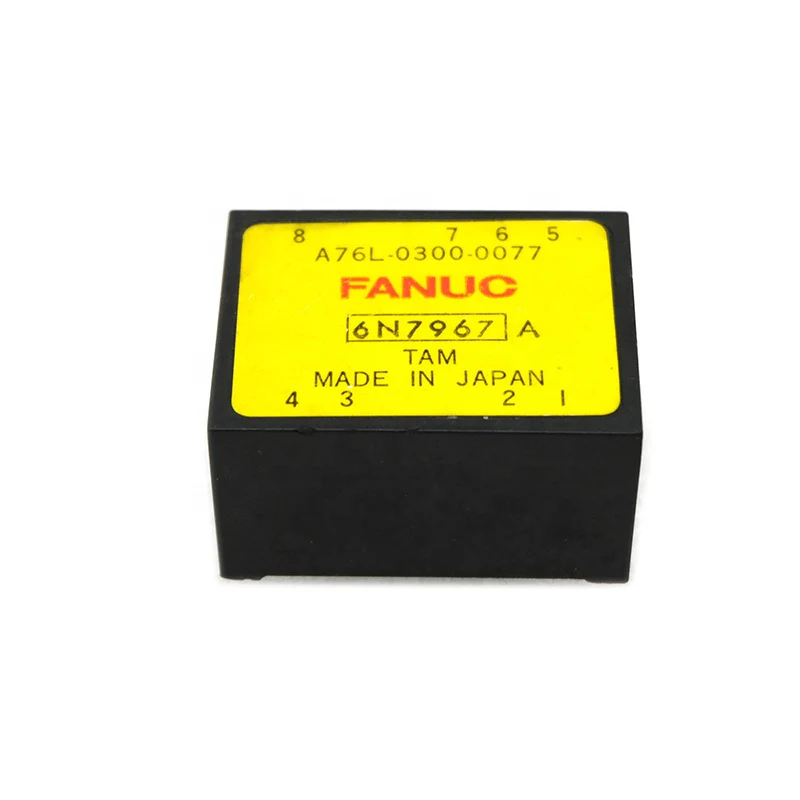 8 7 6 5
A76L-0300-0077
FANUC
6N7967 A
TAM
MADE IN JAPAN
4 3 2 1